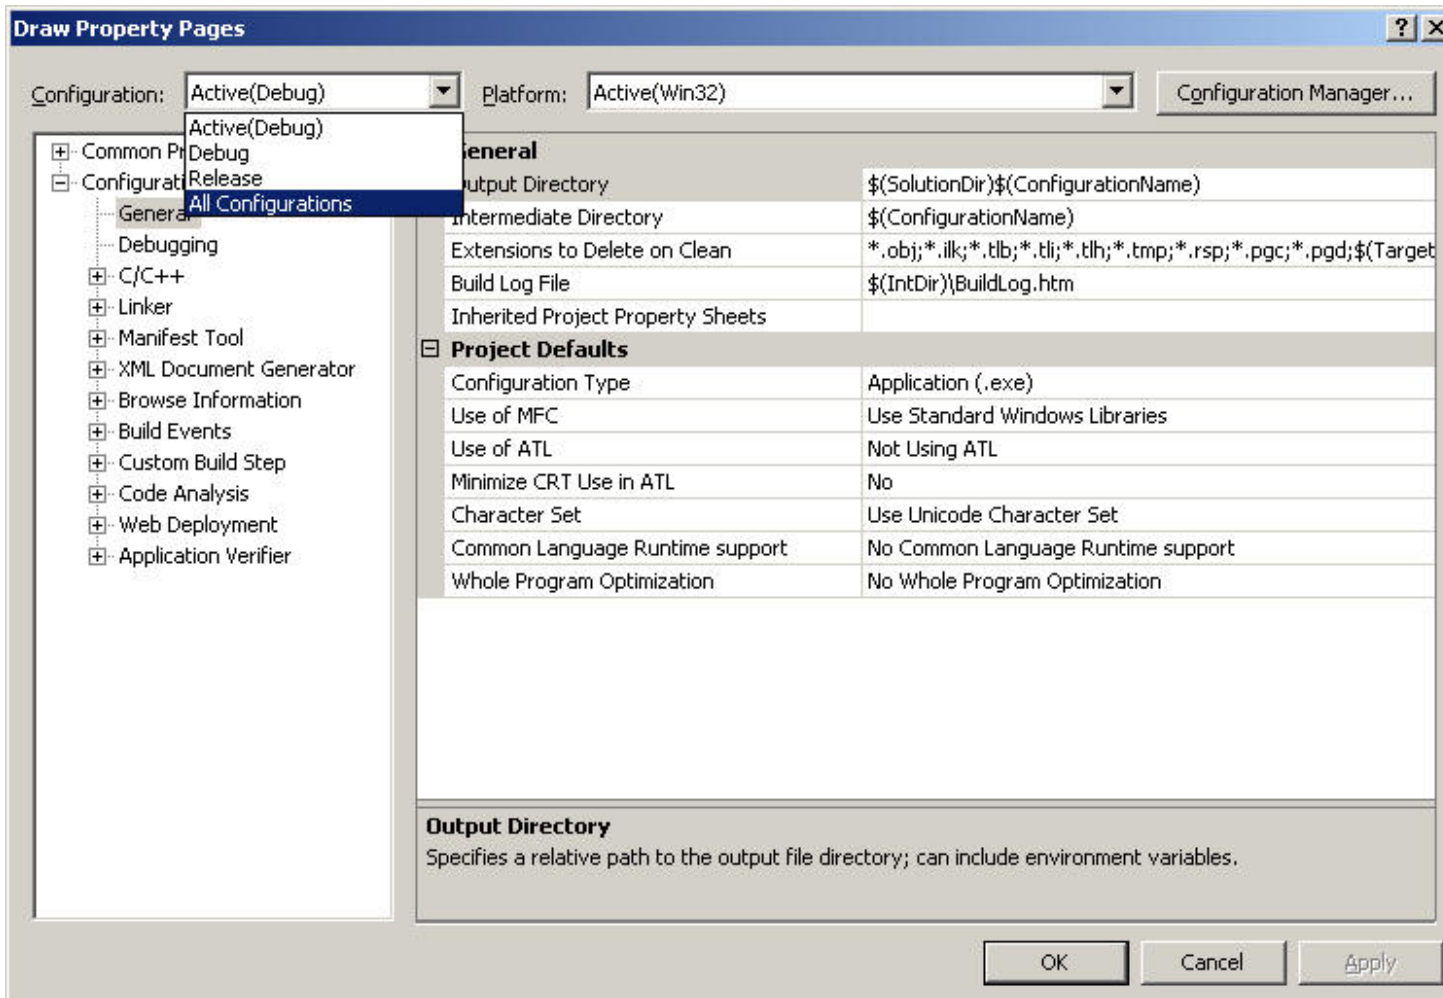 Draw Property Pages
Configuration: Active(Debug) Platform: Active(Win32) Configuration Manager...
Active(Debug)
Debug
Release
All Configurations
Common
General
Debugging
C/C++
Linker
Manifest Tool
XML Document Generator
Browse Information
Build Events
Custom Build Step
Code Analysis
Web Deployment
Application Verifier
General
Output Directory $(SolutionDir)$(ConfigurationName)
Intermediate Directory $(ConfigurationName)
Extensions to Delete on Clean *.obj;*.ilk;*.tlb;*.tli;*.tlh;*.tmp;*.rsp;*.pgc;*.pgd;$(Target
Build Log File $(IntDir)\BuildLog.htm
Inherited Project Property Sheets
Project Defaults
Configuration Type Application (.exe)
Use of MFC Use Standard Windows Libraries
Use of ATL Not Using ATL
Minimize CRT Use in ATL No
Character Set Use Unicode Character Set
Common Language Runtime support No Common Language Runtime support
Whole Program Optimization No Whole Program Optimization
Output Directory
Specifies a relative path to the output file directory; can include environment variables.
OK Cancel Apply